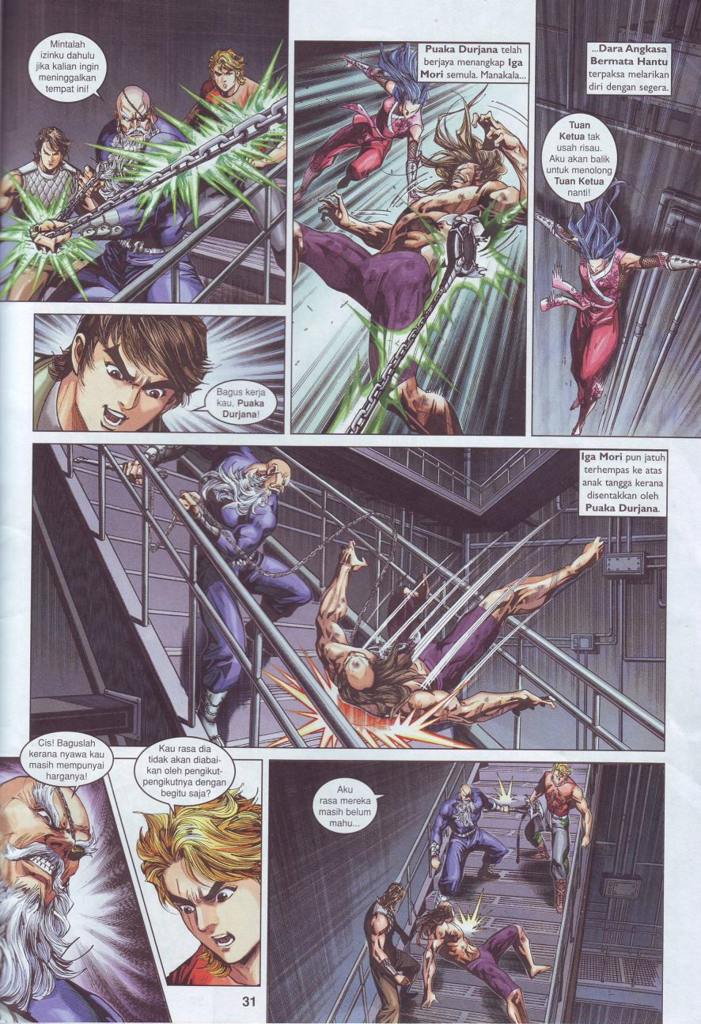 Mintalah
izinku dahulu
jika kalian ingin
meninggalkan
tempat ini!
Puaka Durjana telah
berjaya menangkap Iga
Mori semula. Manakala...
...Dara Angkasa
Bermata Hantu
terpaksa melarikan
diri dengan segera.
Tuan
Ketua tak
usah risau.
Aku akan balik
untuk menolong
Tuan Ketua
nanti!
Bagus kerja
kau, Puaka
Durjana!
Iga Mori pun jatuh
terhempas ke atas
anak tangga kerana
disentakkan oleh
Puaka Durjana.
Cis! Baguslah
kerana nyawa kau
masih mempunyai
harganya!
Kau rasa dia
tidak akan diabai-
kan oleh pengikut-
pengikutnya dengan
begitu saja?
Aku
rasa mereka
masih belum
mahu...
31